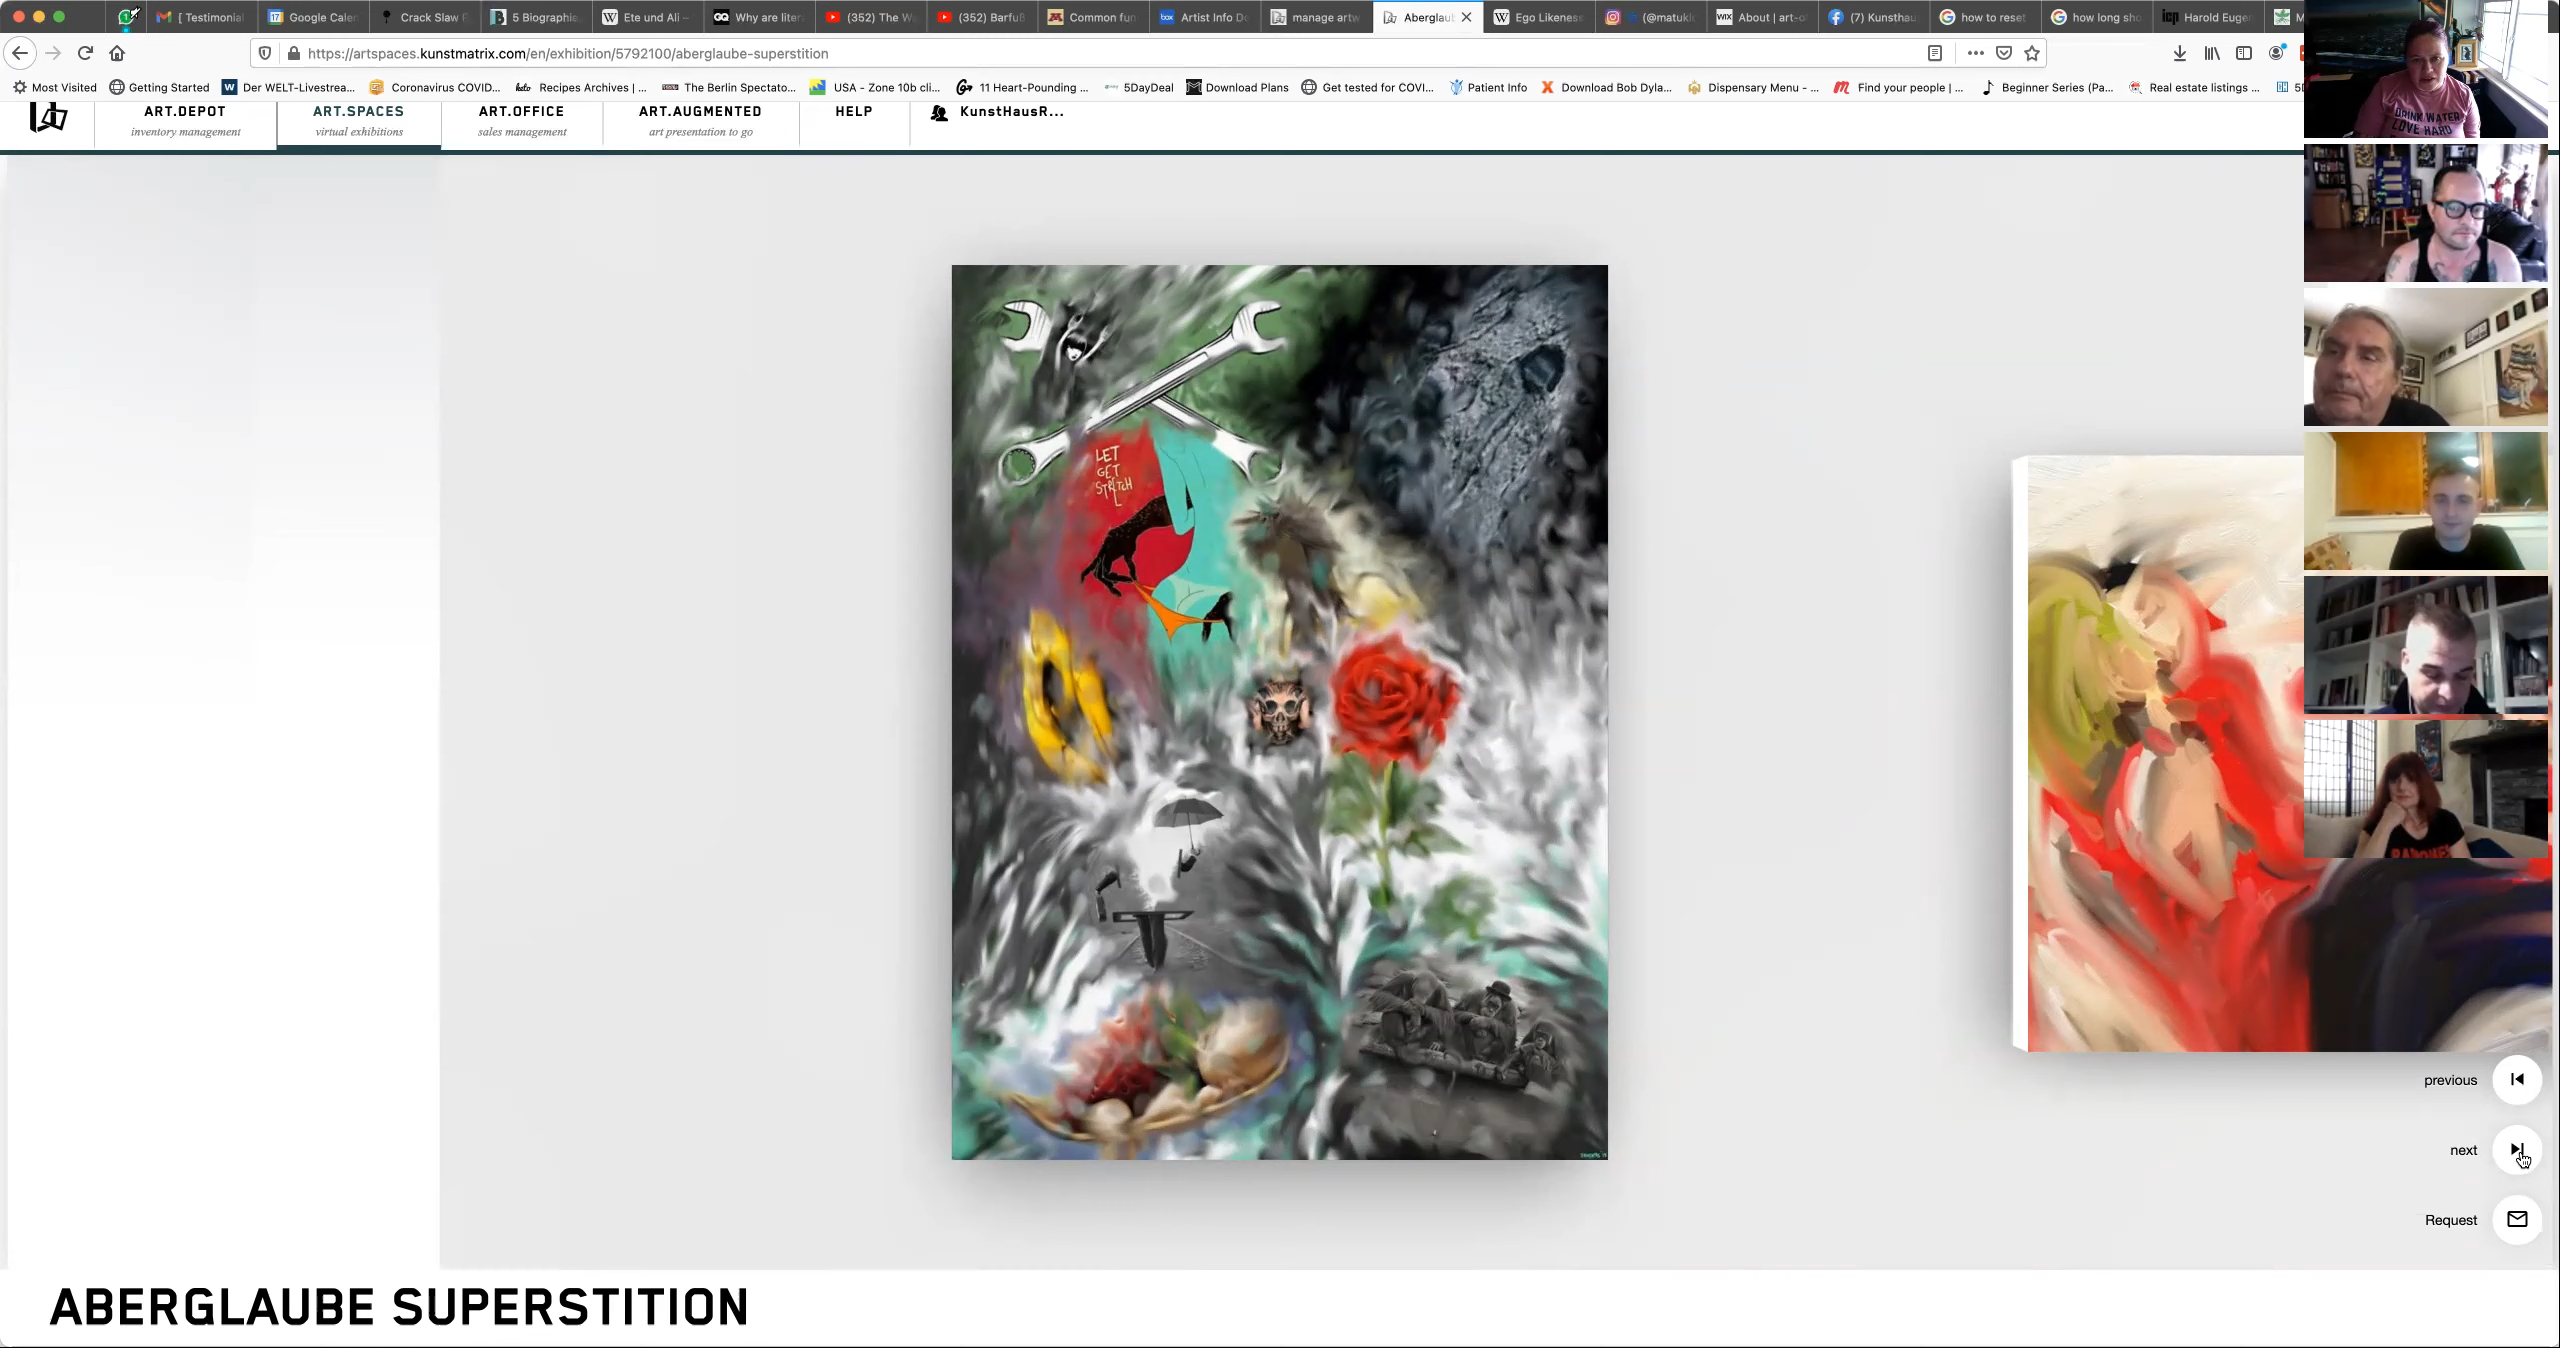 [ Testimonial
Google Calen
Crack Slaw
5 Biographie
Ete und Ali –
Why are liter
(352) The W
(352) Barfuß
Common fun
Artist Info De
manage artw
Aberglau
Ego Likeness
(@matuki
About | art-o
(7) Kunsthau
how to reset
how long sho
Harold Euge
https://artspaces.kunstmatrix.com/en/exhibition/5792100/aberglaube-superstition
Most Visited
Getting Started
Der WELT-Livestrea...
Coronavirus COVID...
Recipes Archives | ...
The Berlin Spectato...
USA - Zone 10b cli...
11 Heart-Pounding ...
5DayDeal
Download Plans
Get tested for COVI...
Patient Info
Download Bob Dyla...
Dispensary Menu - ...
Find your people | ...
Beginner Series (Pa...
Real estate listings ...
ART.DEPOT
inventory management
ART.SPACES
virtual exhibitions
ART.OFFICE
sales management
ART.AUGMENTED
art presentation to go
HELP
KunstHausR...
DRINK WATER
LOVE HARD
LET
GET
STRETCH
RAMONES
previous
next
Request
ABERGLAUBE SUPERSTITION